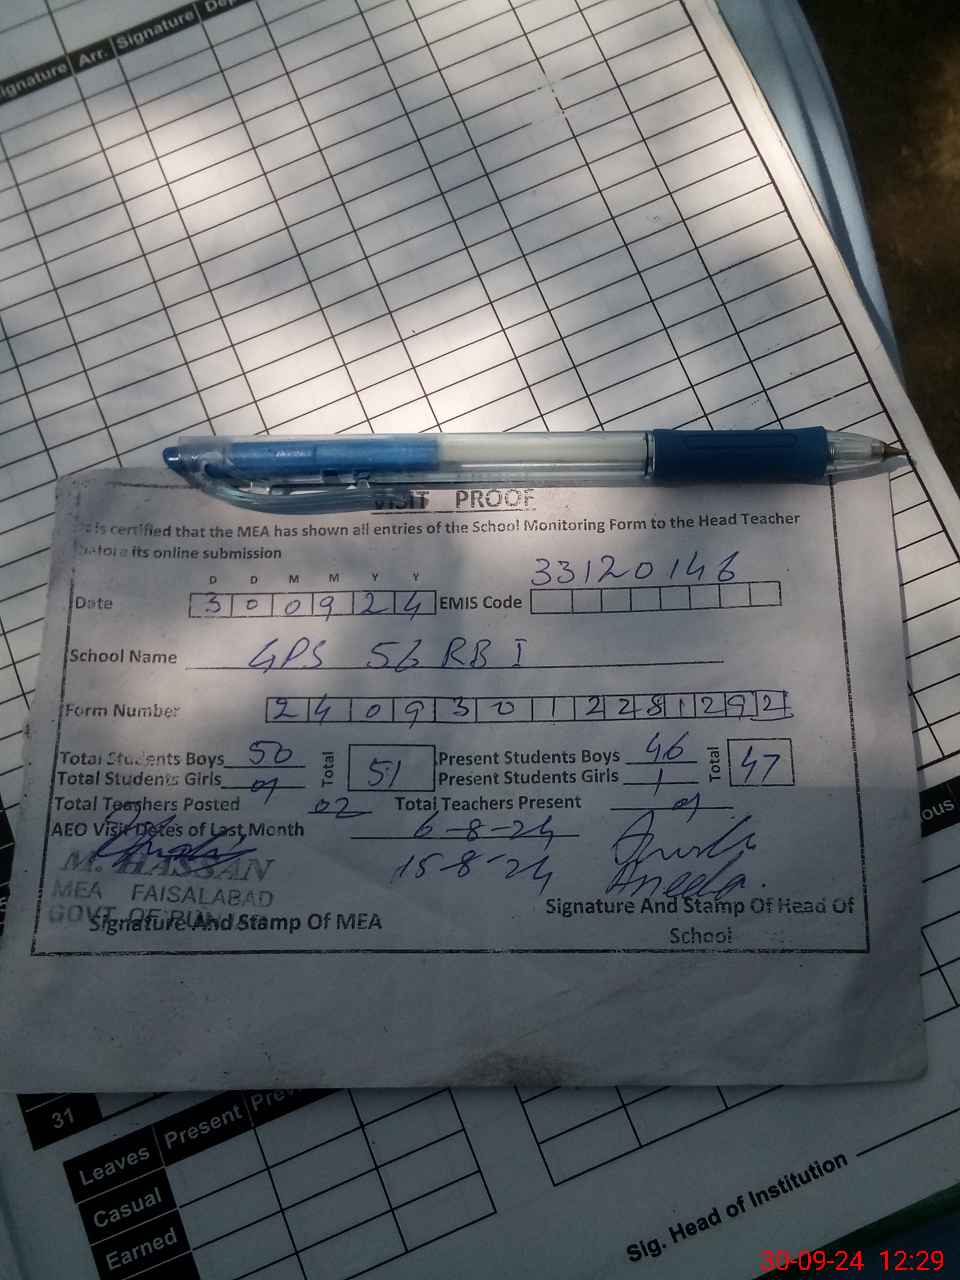 Signature Arr. Signature
VISIT PROOF
is certified that the MEA has shown all entries of the School Monitoring Form to the Head Teacher
before its online submission
D D M M Y Y
Date 3 0 0 9 2 4 EMIS Code 33120146
School Name GPS 56 RB I
Form Number 2 4 0 9 3 0 1 2 2 8 1 2 9 2
Total Students Boys 50 Total 51 Present Students Boys 46 Total 47
Total Students Girls 01 Present Students Girls 1
Total Teachers Posted 02 Total Teachers Present 01
AEO Visit Dates of Last Month 6-8-24
15-8-24
Aneela.
M. HASSAN
MEA FAISALABAD
GOVT. OF PUNJAB
Signature And Stamp Of MEA
Signature And Stamp Of Head Of
School
31
Leaves Present
Casual
Earned
Sig. Head of Institution
30-09-24 12:29